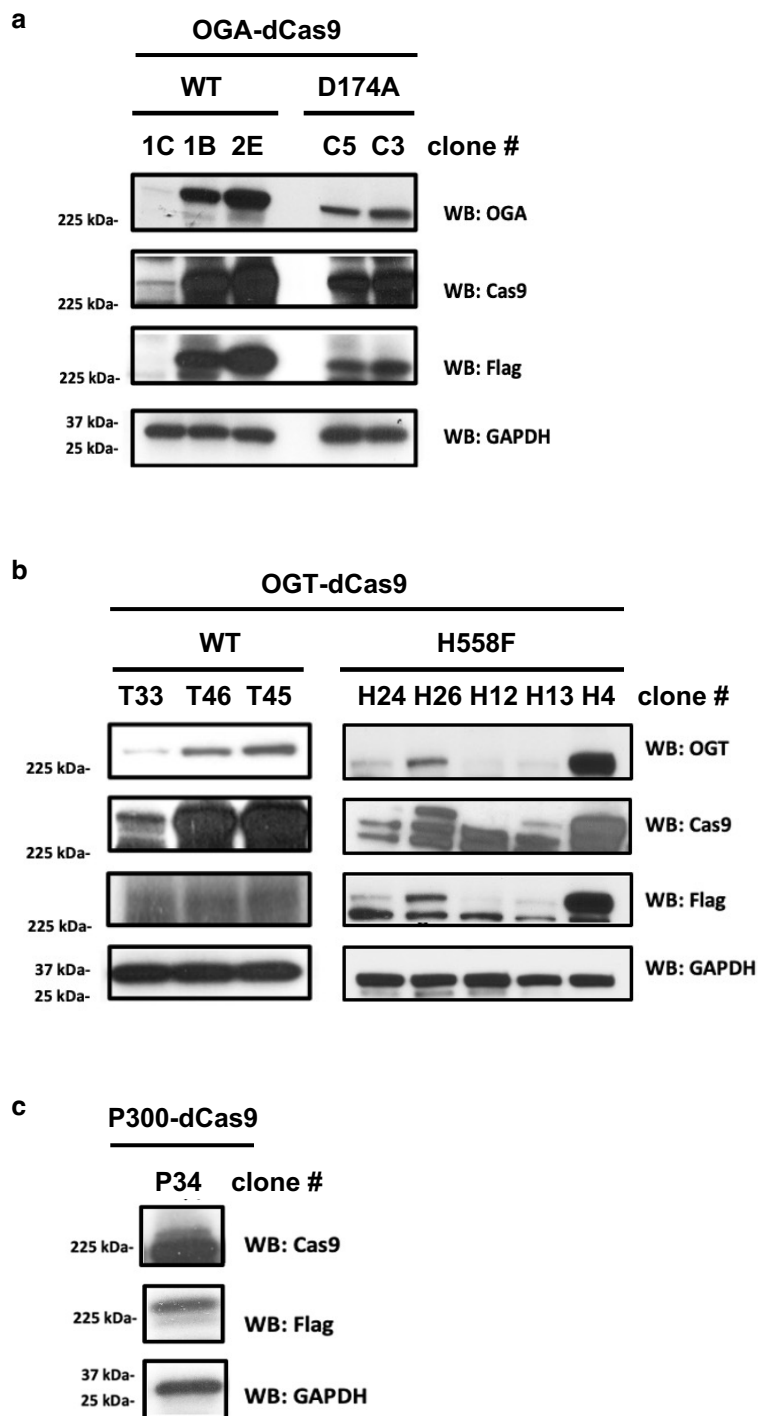 a
OGA-dCas9
WT D174A
1C 1B 2E C5 C3 clone #
225 kDa- WB: OGA
225 kDa- WB: Cas9
225 kDa- WB: Flag
37 kDa-
25 kDa- WB: GAPDH
b
OGT-dCas9
WT H558F
T33 T46 T45 H24 H26 H12 H13 H4 clone #
225 kDa- WB: OGT
225 kDa- WB: Cas9
225 kDa- WB: Flag
37 kDa- WB: GAPDH
25 kDa-
c
P300-dCas9
P34 clone #
225 kDa- WB: Cas9
225 kDa- WB: Flag
37 kDa-
25 kDa- WB: GAPDH